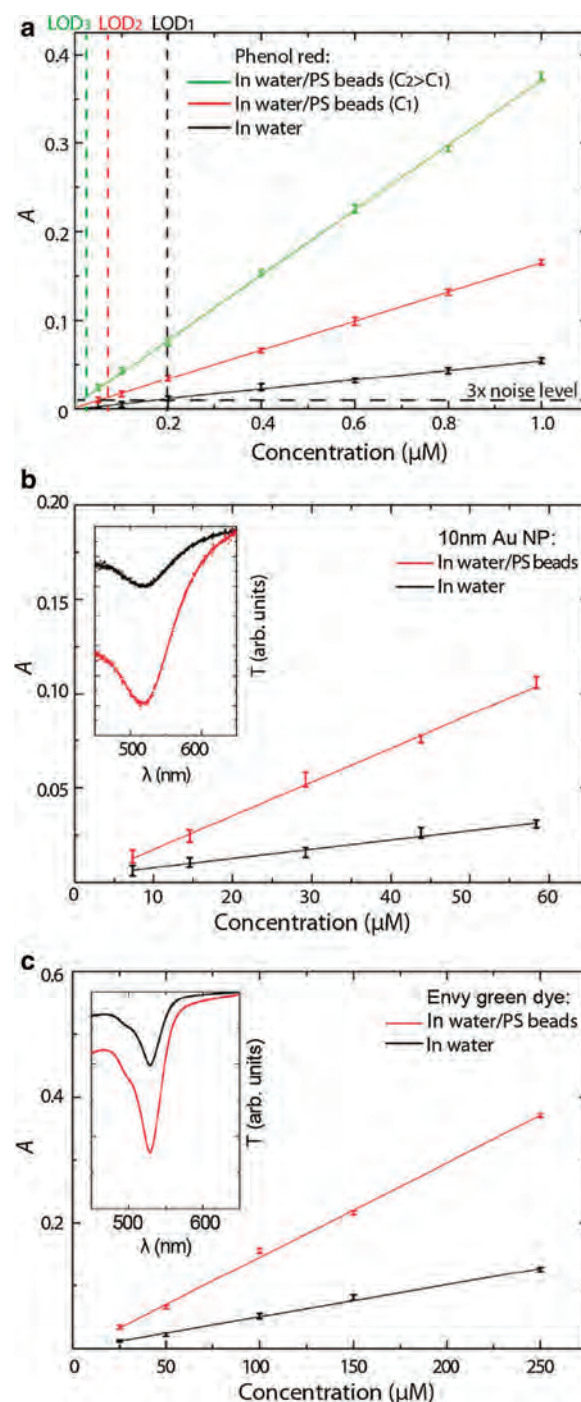 a
LOD3 LOD2 LOD1
0.4
0.3
0.2
0.1
0
A
Phenol red:
In water/PS beads (C2>C1)
In water/PS beads (C1)
In water
3x noise level
0.2 0.4 0.6 0.8 1.0
Concentration (µM)
b
0.20
0.15
0.10
0.05
0
A
10nm Au NP:
In water/PS beads
In water
T (arb. units)
500 600
λ (nm)
10 20 30 40 50 60
Concentration (µM)
c
0.6
0.4
0.2
0
A
Envy green dye:
In water/PS beads
In water
T (arb. units)
500 600
λ (nm)
50 100 150 200 250
Concentration (µM)